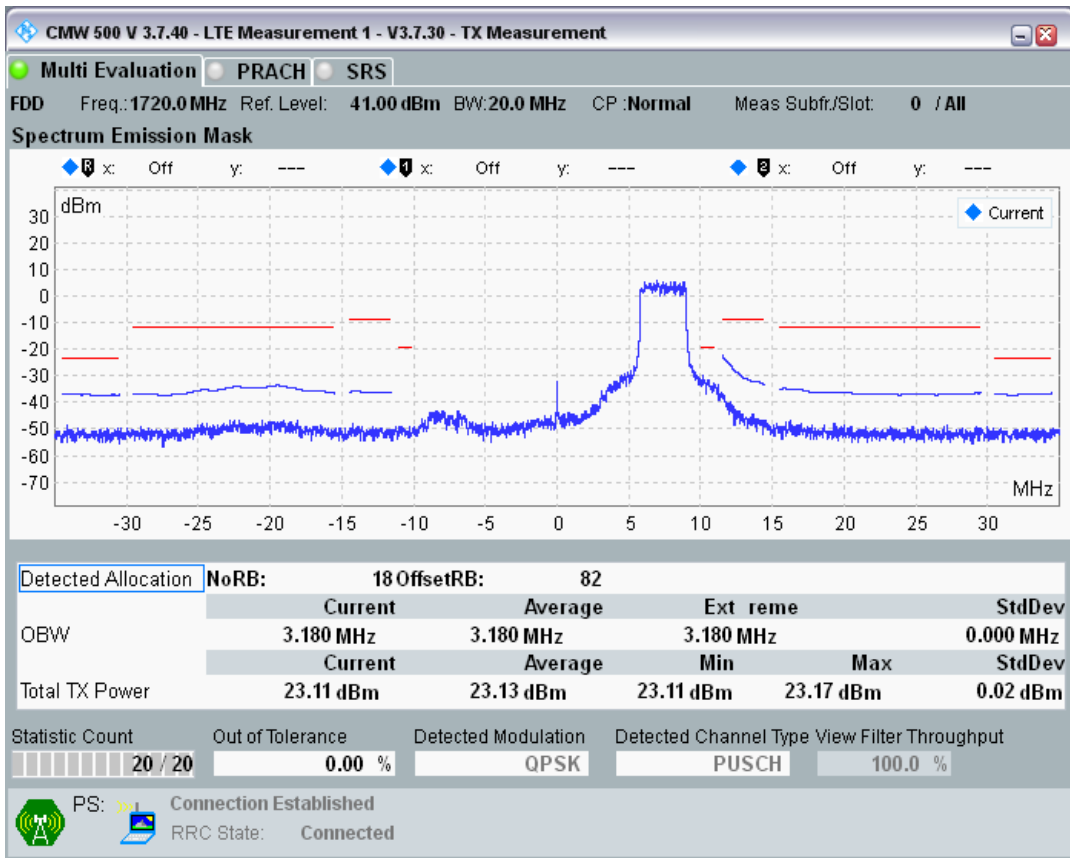 CMW 500 V 3.7.40 - LTE Measurement 1 - V3.7.30 - TX Measurement
Multi Evaluation PRACH SRS
FDD Freq.: 1720.0 MHz Ref. Level: 41.00 dBm BW: 20.0 MHz CP : Normal Meas Subfr./Slot: 0 / All
Spectrum Emission Mask
R x: Off y: --- 1 x: Off y: --- 2 x: Off y: ---
dBm
Current
30
20
10
0
-10
-20
-30
-40
-50
-60
-70
MHz
-30 -25 -20 -15 -10 -5 0 5 10 15 20 25 30
Detected Allocation NoRB: 18 OffsetRB: 82
Current Average Ext reme StdDev
OBW 3.180 MHz 3.180 MHz 3.180 MHz 0.000 MHz
Current Average Min Max StdDev
Total TX Power 23.11 dBm 23.13 dBm 23.11 dBm 23.17 dBm 0.02 dBm
Statistic Count Out of Tolerance Detected Modulation Detected Channel Type View Filter Throughput
20 / 20 0.00 % QPSK PUSCH 100.0 %
PS: Connection Established
RRC State: Connected